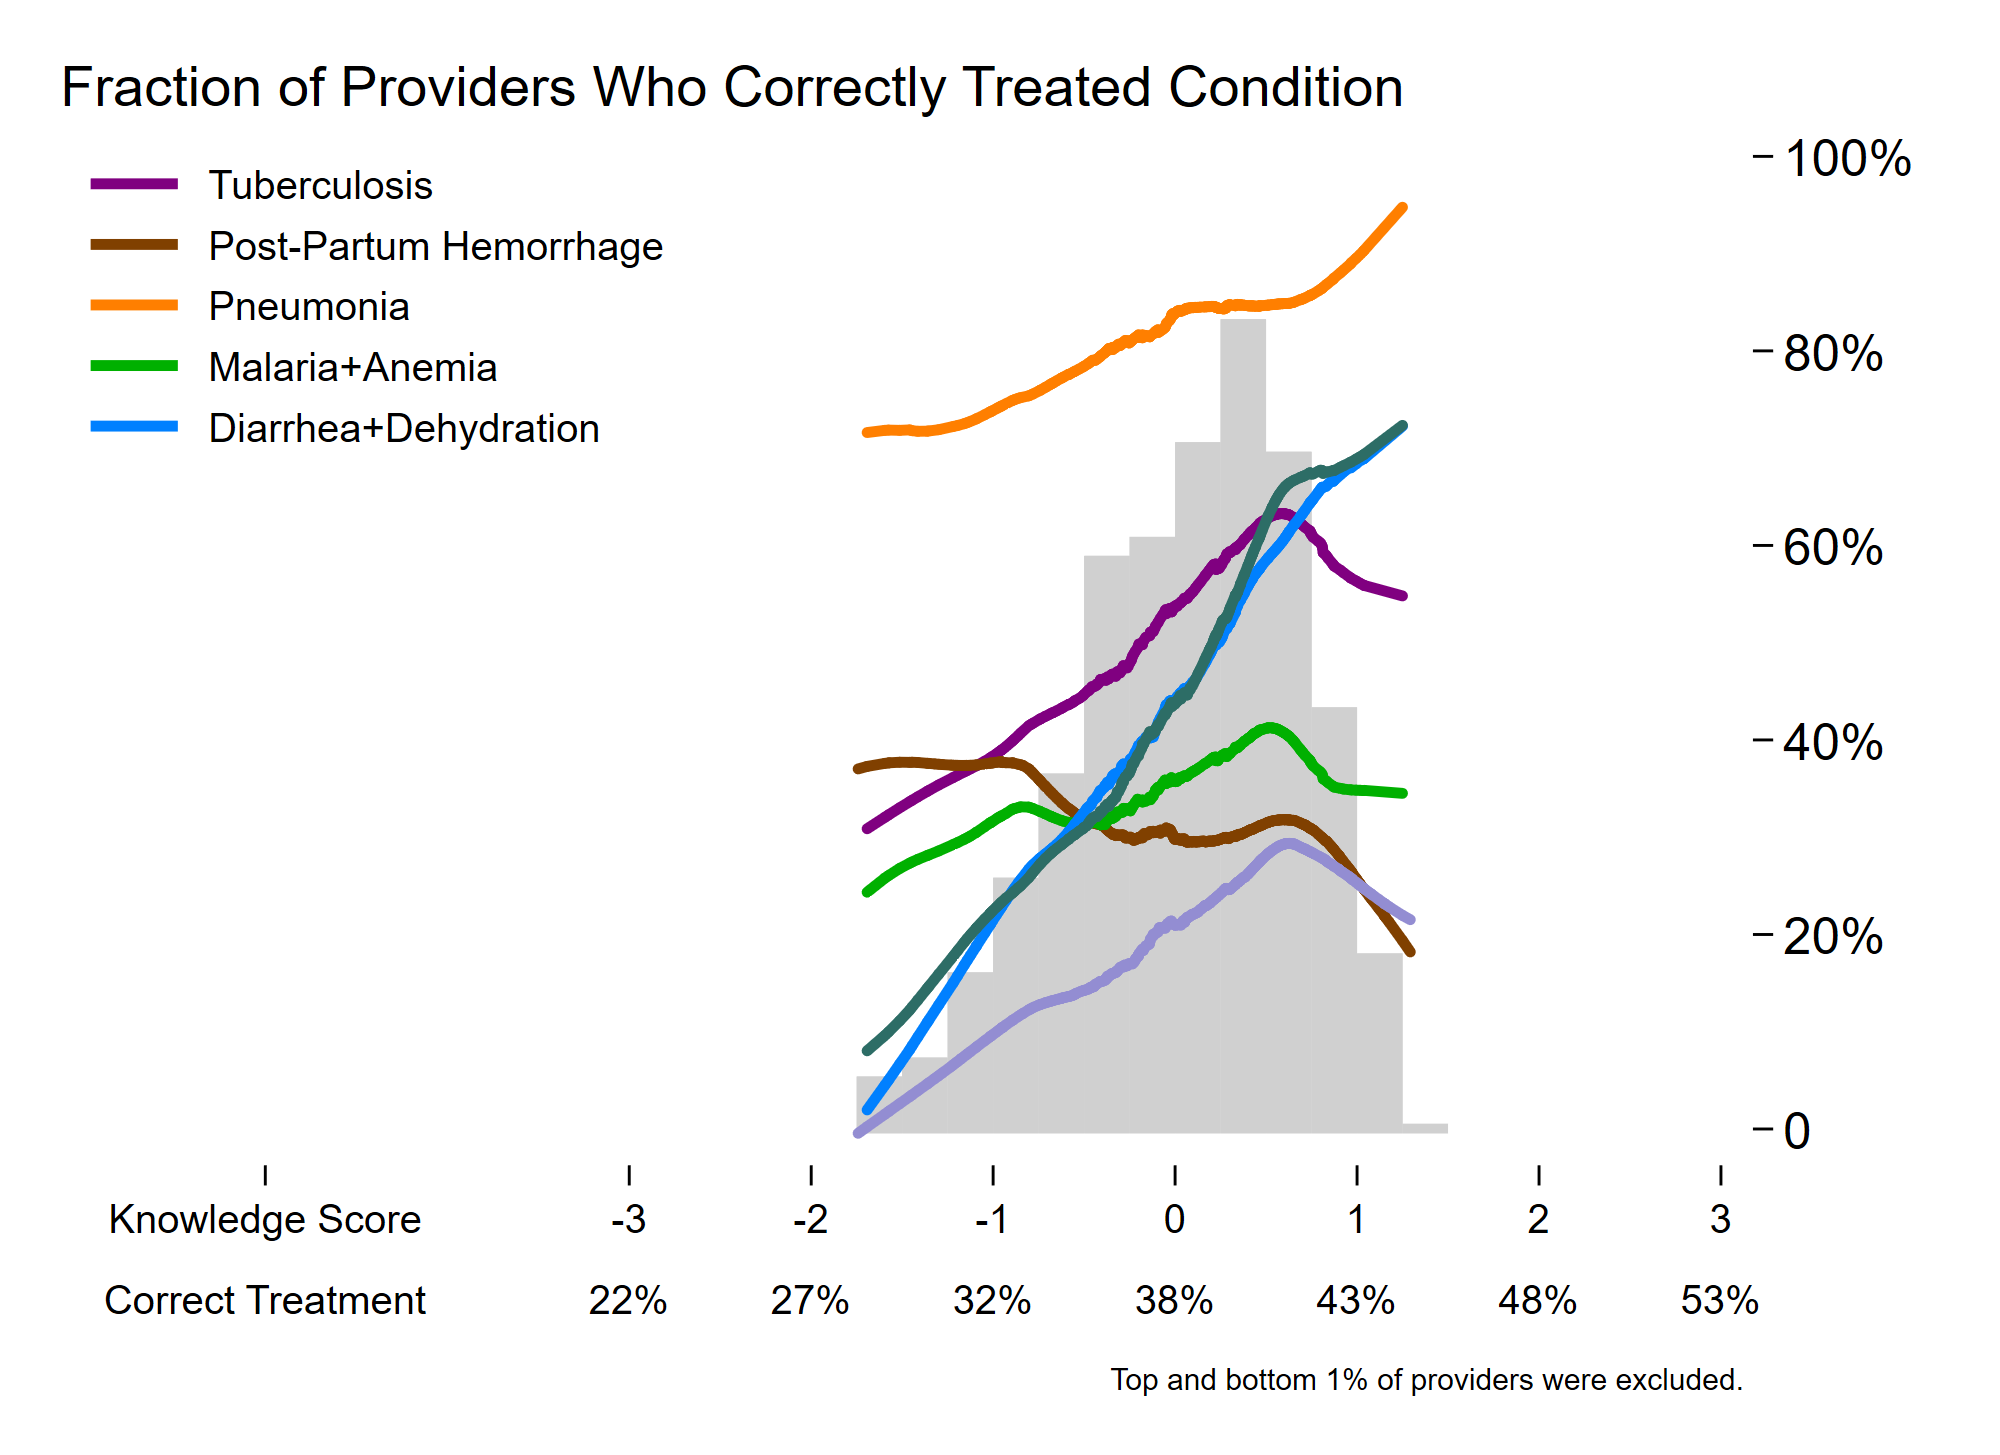 Fraction of Providers Who Correctly Treated Condition
Tuberculosis
Post-Partum Hemorrhage
Pneumonia
Malaria+Anemia
Diarrhea+Dehydration
100%
80%
60%
40%
20%
0
Knowledge Score -3 -2 -1 0 1 2 3
Correct Treatment 22% 27% 32% 38% 43% 48% 53%
Top and bottom 1% of providers were excluded.